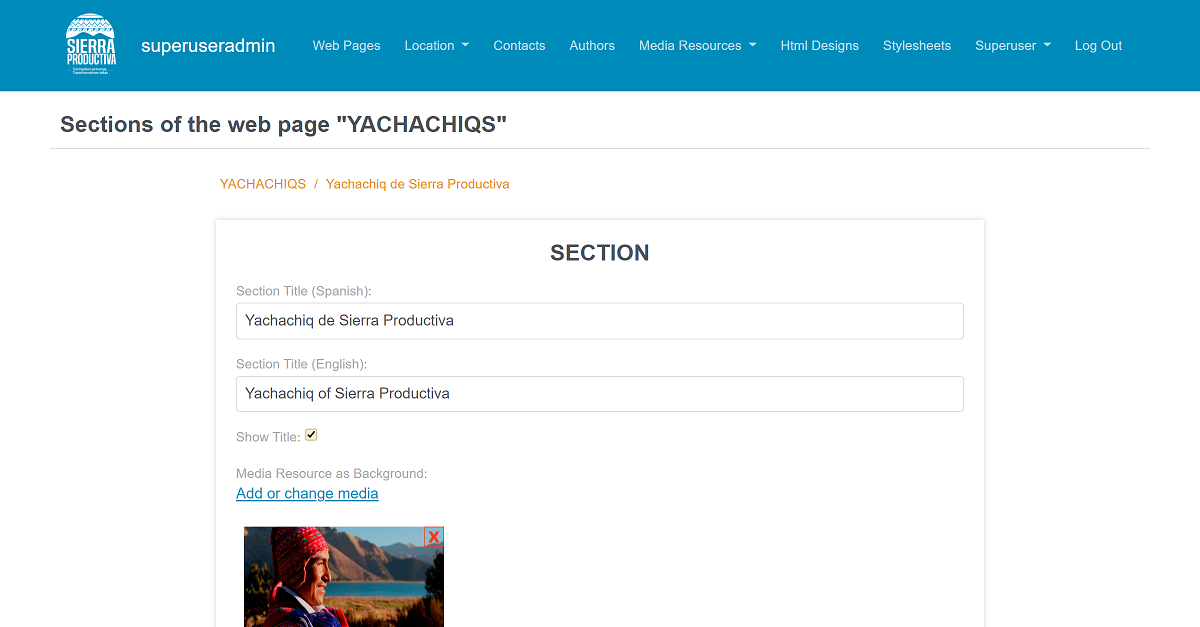 SIERRA
PRODUCTIVA
superuseradmin
Web Pages
Location
Contacts
Authors
Media Resources
Html Designs
Stylesheets
Superuser
Log Out
Sections of the web page "YACHACHIQS"
YACHACHIQS / Yachachiq de Sierra Productiva
SECTION
Section Title (Spanish):
Yachachiq de Sierra Productiva
Section Title (English):
Yachachiq of Sierra Productiva
Show Title:
Media Resource as Background:
Add or change media
X